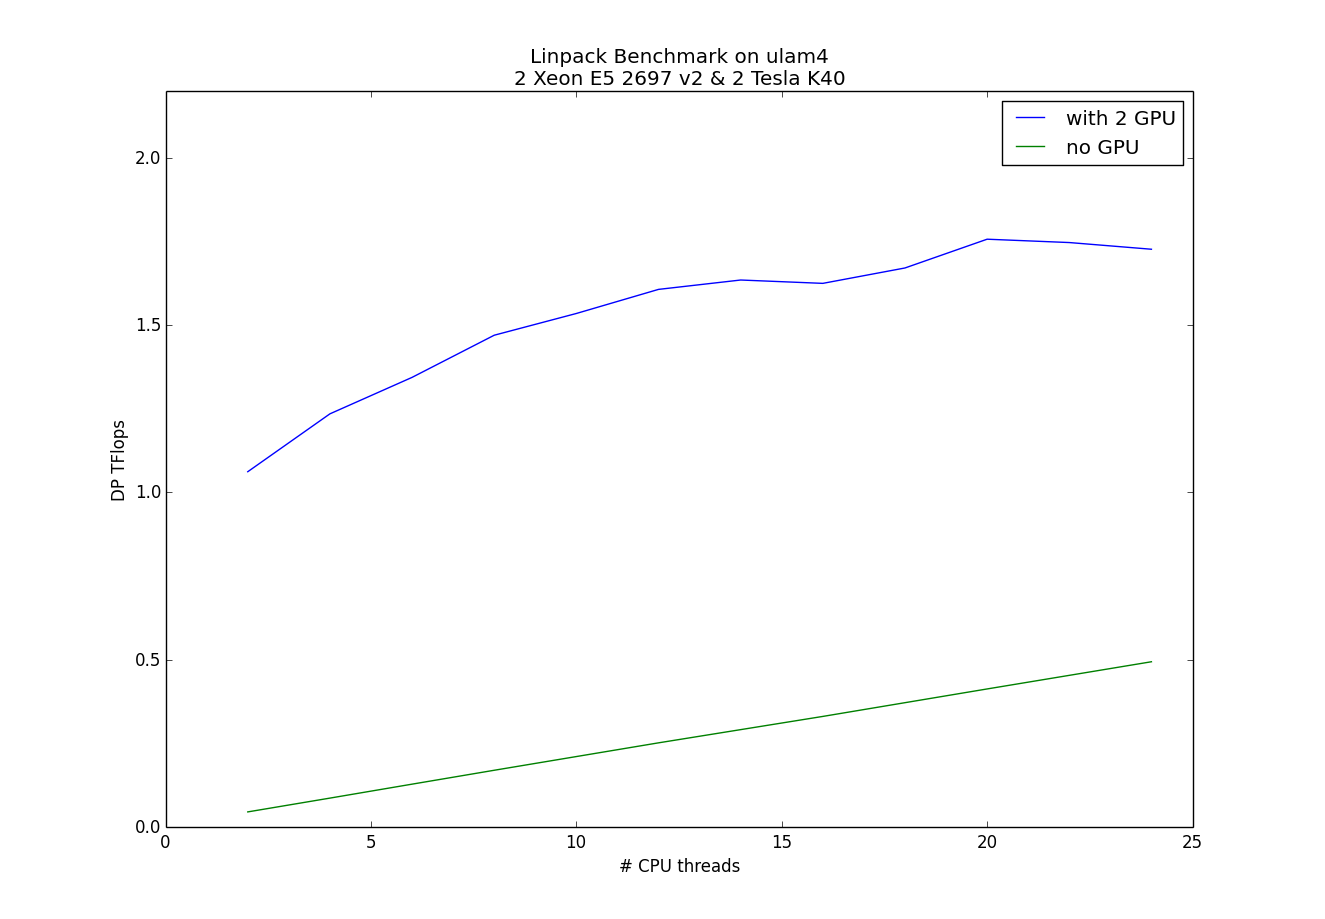 Linpack Benchmark on ulam4
2 Xeon E5 2697 v2 & 2 Tesla K40
with 2 GPU
no GPU
2.0
1.5
1.0
0.5
0.0
DP TFlops
0 5 10 15 20 25
# CPU threads